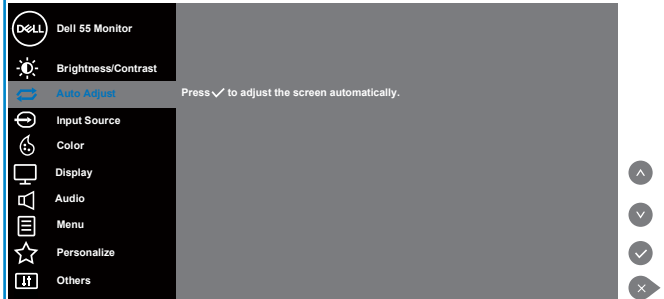 DELL
Dell 55 Monitor
Brightness/Contrast
Auto Adjust
Press ✓ to adjust the screen automatically.
Input Source
Color
Display
Audio
Menu
Personalize
Others